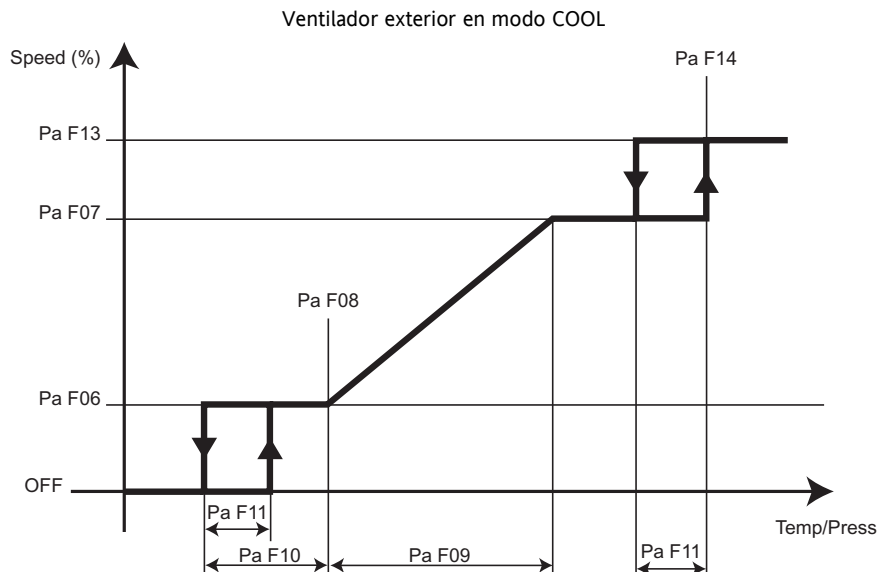 Ventilador exterior en modo COOL
Speed (%)
Pa F14
Pa F13
Pa F07
Pa F08
Pa F06
OFF
Pa F11
Temp/Press
Pa F10
Pa F09
Pa F11